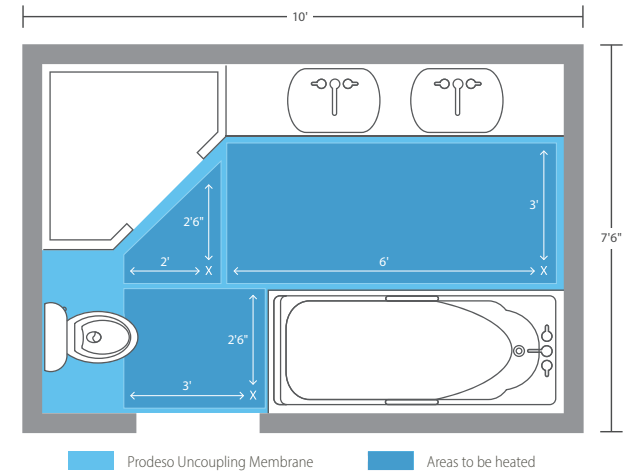 10'
3'
7'6"
2'6"
2'
X
6'
X
2'6"
3'
X
Prodeso Uncoupling Membrane
Areas to be heated